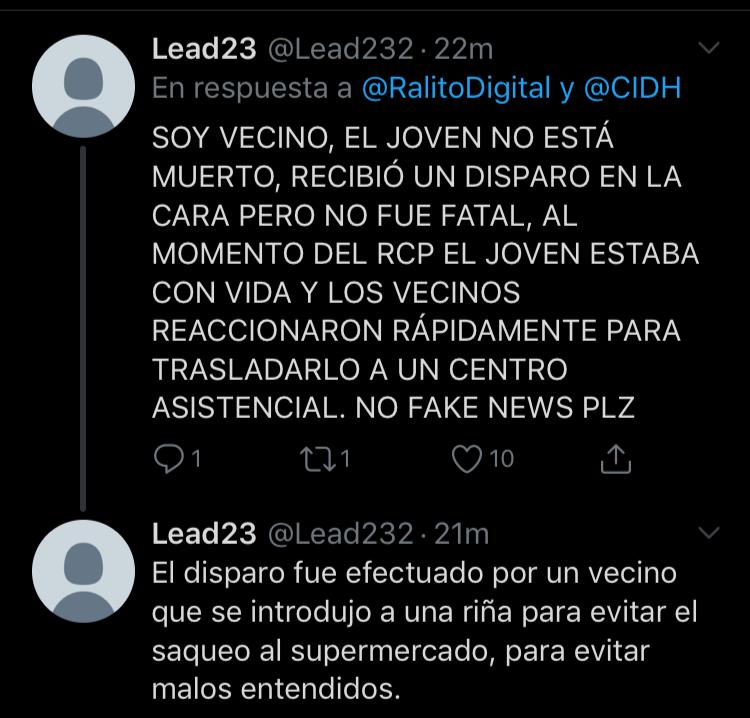 Lead23 @Lead232 · 22m
En respuesta a @RalitoDigital y @CIDH
SOY VECINO, EL JOVEN NO ESTÁ
MUERTO, RECIBIÓ UN DISPARO EN LA
CARA PERO NO FUE FATAL, AL
MOMENTO DEL RCP EL JOVEN ESTABA
CON VIDA Y LOS VECINOS
REACCIONARON RÁPIDAMENTE PARA
TRASLADARLO A UN CENTRO
ASISTENCIAL. NO FAKE NEWS PLZ
1 1 10
Lead23 @Lead232 · 21m
El disparo fue efectuado por un vecino
que se introdujo a una riña para evitar el
saqueo al supermercado, para evitar
malos entendidos.